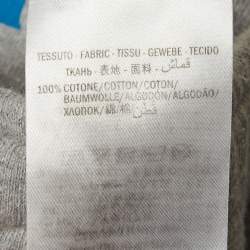 TESSUTO - FABRIC - TISSU - GEWEBE - TECIDO
ТКАНЬ - 表地 - 面料 - قماش
100% COTONE/COTTON/COTON/
BAUMWOLLE/ALGODÓN/ALGODÃO/
ХЛОПОК/綿/棉/قطن